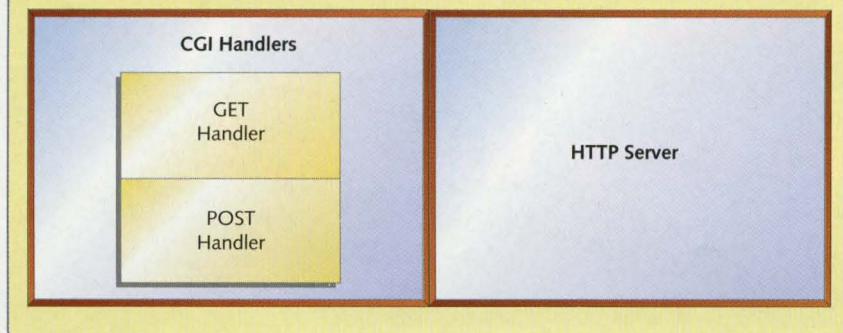 CGI Handlers
GET
Handler
POST
Handler
HTTP Server